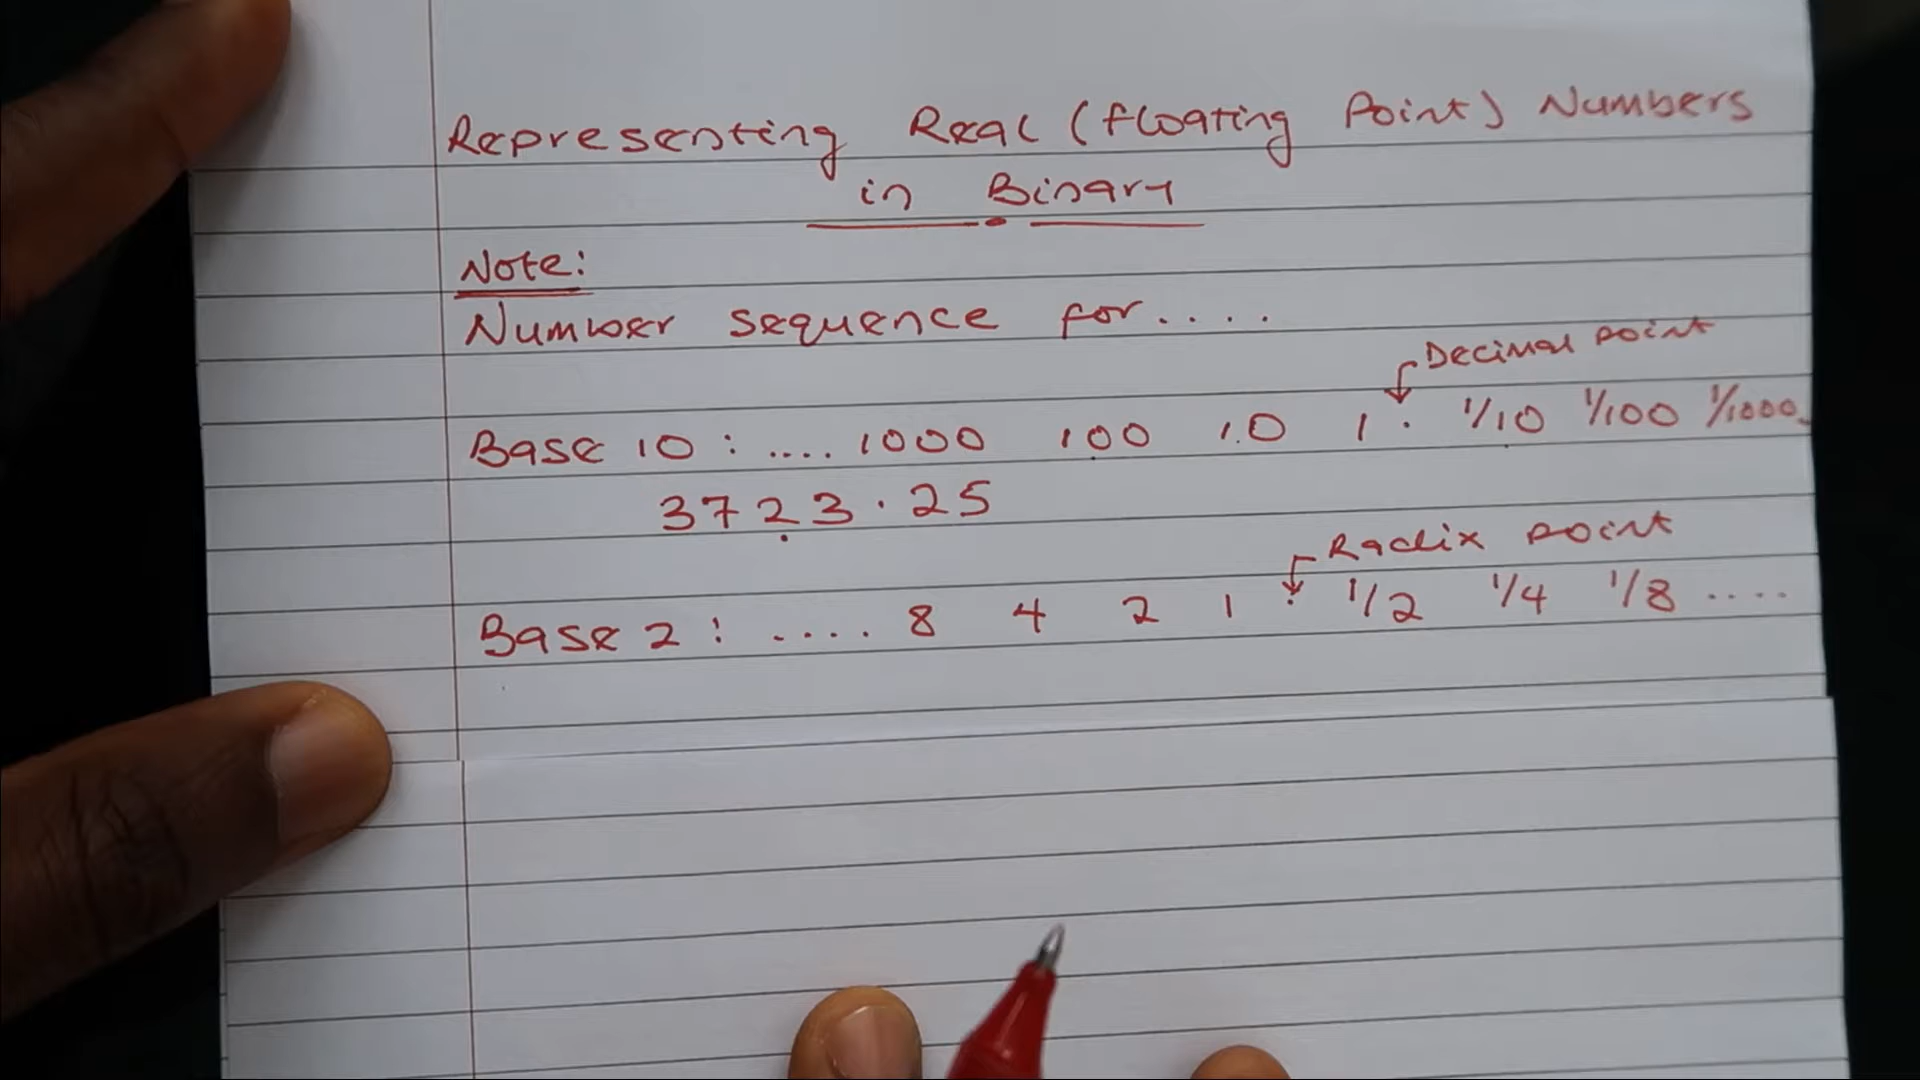 Representing Real (floating Point) Numbers
in Binary
Note:
Number sequence for....
Decimal point
Base 10 : .... 1000 100 10 1 . 1/10 1/100 1/1000
3723.25
Radix point
Base 2 : .... 8 4 2 1 . 1/2 1/4 1/8 ....